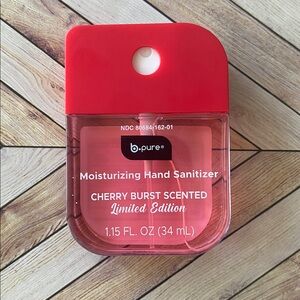 NDC 80684-162-01
b.pure®
Moisturizing Hand Sanitizer
CHERRY BURST SCENTED
Limited Edition
1.15 FL. OZ (34 mL)